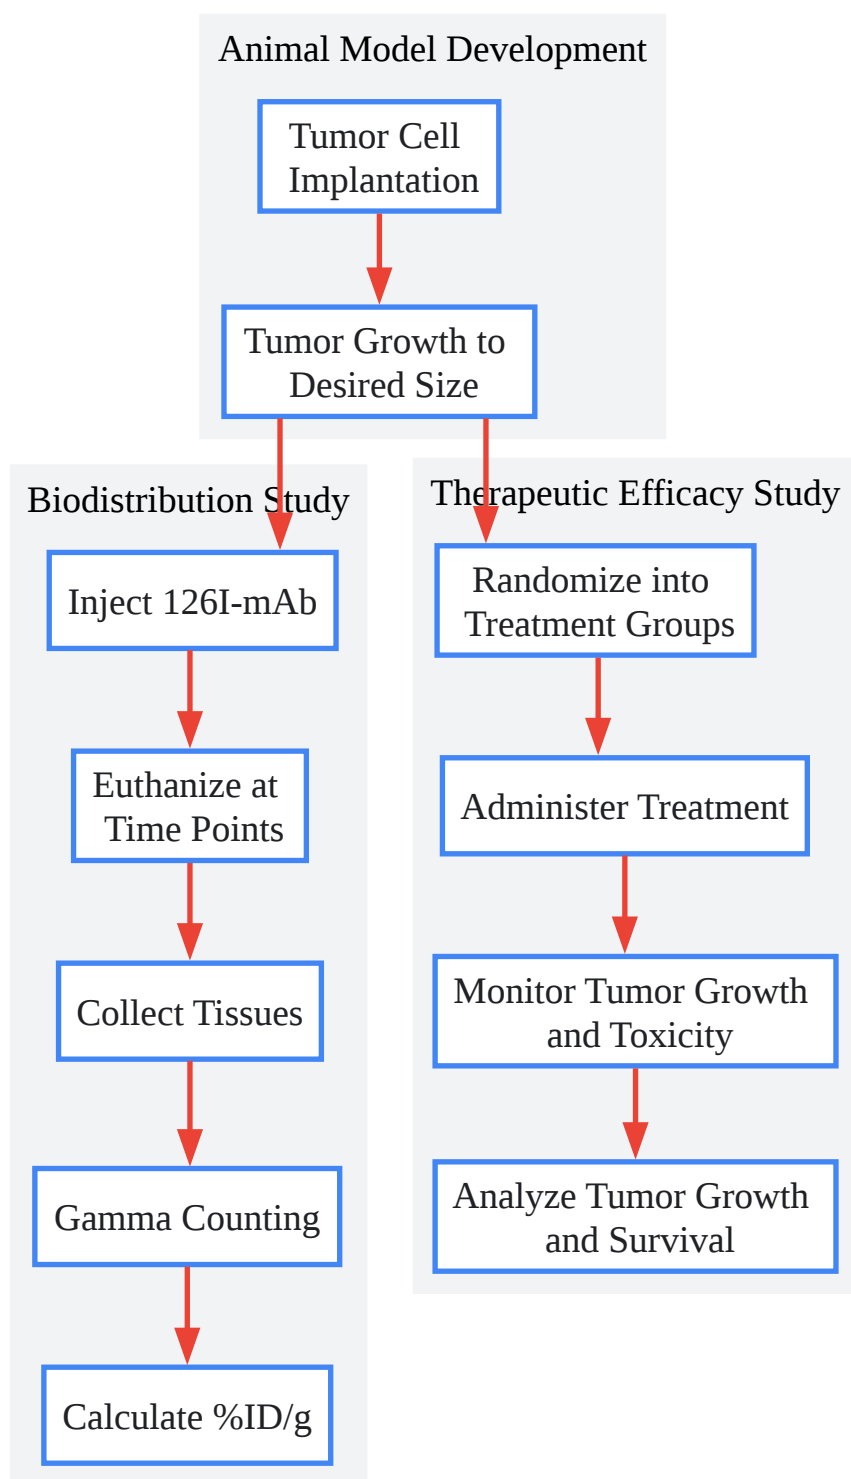 Animal Model Development
Tumor Cell
Implantation
Tumor Growth to
Desired Size
Biodistribution Study
Inject 126I-mAb
Euthanize at
Time Points
Collect Tissues
Gamma Counting
Calculate %ID/g
Therapeutic Efficacy Study
Randomize into
Treatment Groups
Administer Treatment
Monitor Tumor Growth
and Toxicity
Analyze Tumor Growth
and Survival